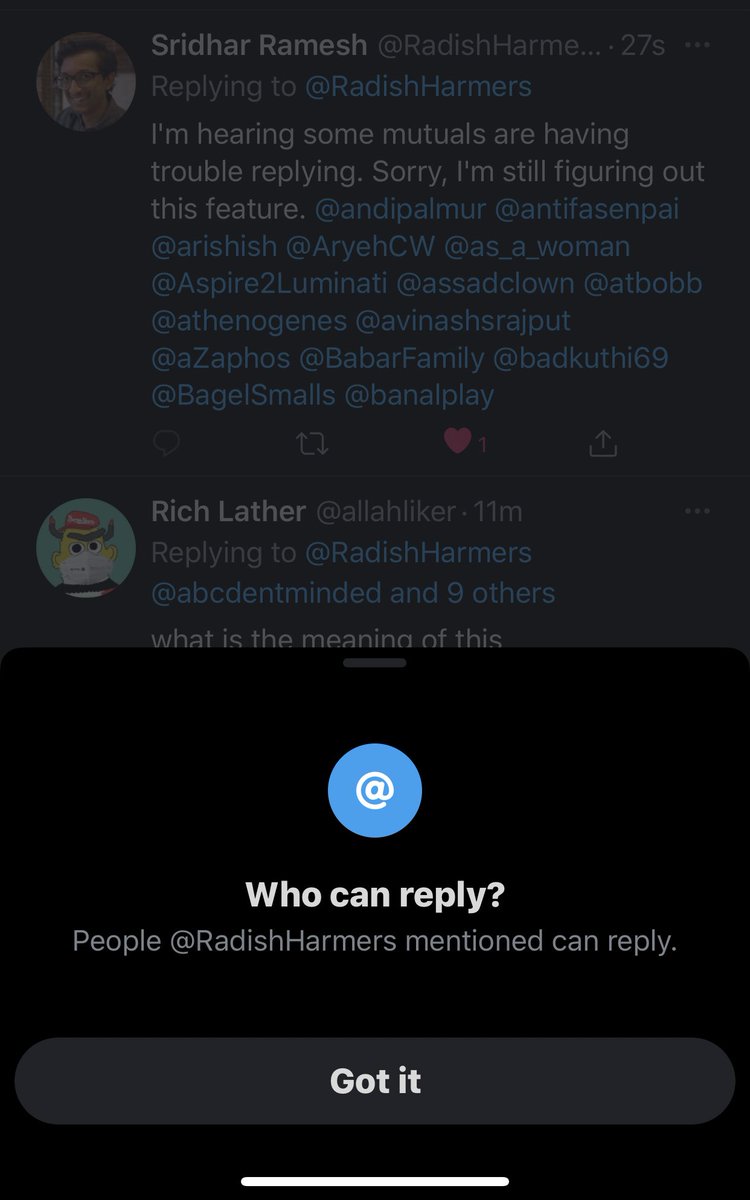 Sridhar Ramesh @RadishHarme... · 27s
Replying to @RadishHarmers
I'm hearing some mutuals are having
trouble replying. Sorry, I'm still figuring out
this feature. @andipalmur @antifasenpai
@arishish @AryehCW @as_a_woman
@Aspire2Luminati @assadclown @atbobb
@athenogenes @avinashsrajput
@aZaphos @BabarFamily @badkuthi69
@BagelSmalls @banalplay
1
Rich Lather @allahliker · 11m
Replying to @RadishHarmers
@abcdentminded and 9 others
what is the meaning of this
@
Who can reply?
People @RadishHarmers mentioned can reply.
Got it